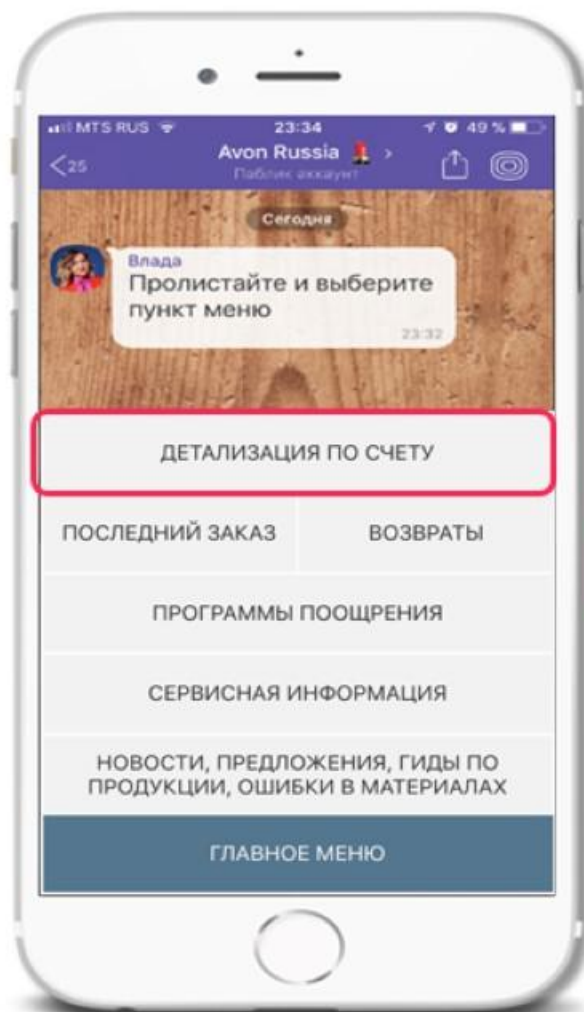 MTS RUS 23:34 49 %
<25 Avon Russia >
Паблик аккаунт
Сегодня
Влада
Пролистайте и выберите
пункт меню
23:32
ДЕТАЛИЗАЦИЯ ПО СЧЕТУ
ПОСЛЕДНИЙ ЗАКАЗ ВОЗВРАТЫ
ПРОГРАММЫ ПООЩРЕНИЯ
СЕРВИСНАЯ ИНФОРМАЦИЯ
НОВОСТИ, ПРЕДЛОЖЕНИЯ, ГИДЫ ПО
ПРОДУКЦИИ, ОШИБКИ В МАТЕРИАЛАХ
ГЛАВНОЕ МЕНЮ